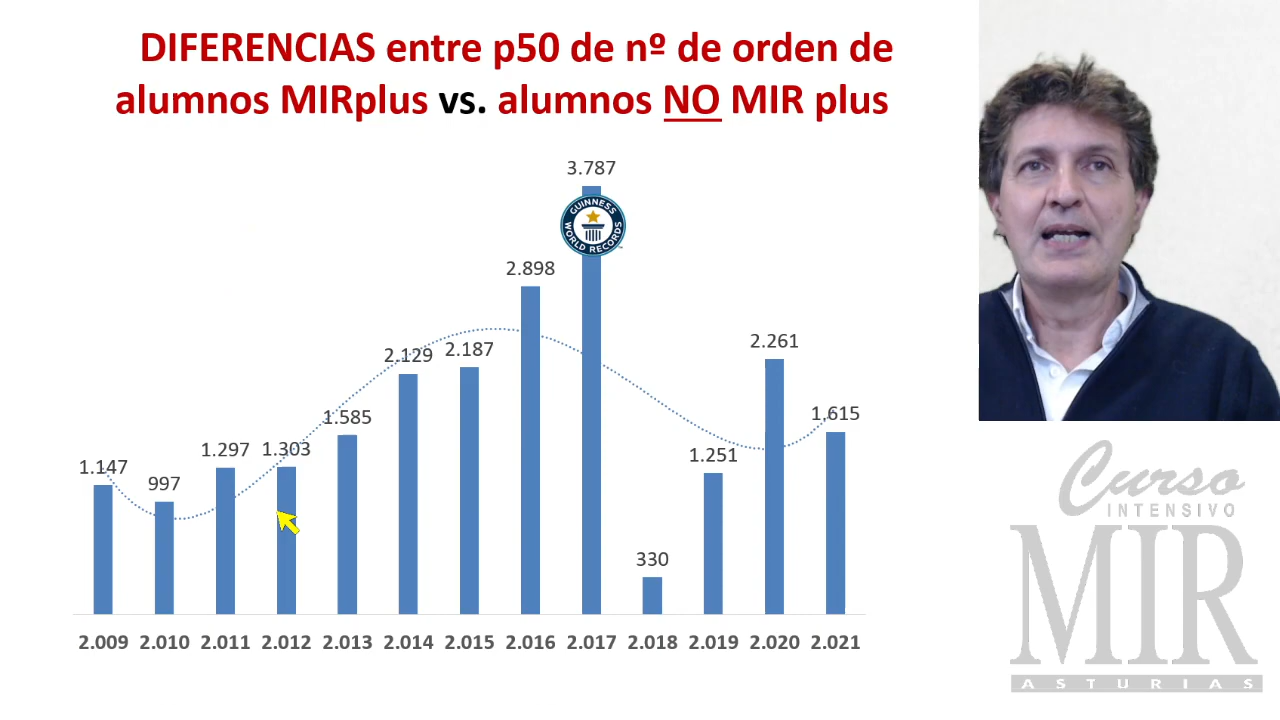 DIFERENCIAS entre p50 de nº de orden de
alumnos MIRplus vs. alumnos NO MIR plus
3.787
GUINNESS
WORLD RECORDS
2.898
2.261
2.187
2.129
1.615
1.585
1.303
1.297
1.251
1.147
997
330
2.009 2.010 2.011 2.012 2.013 2.014 2.015 2.016 2.017 2.018 2.019 2.020 2.021
Curso
INTENSIVO
MIR
ASTURIAS